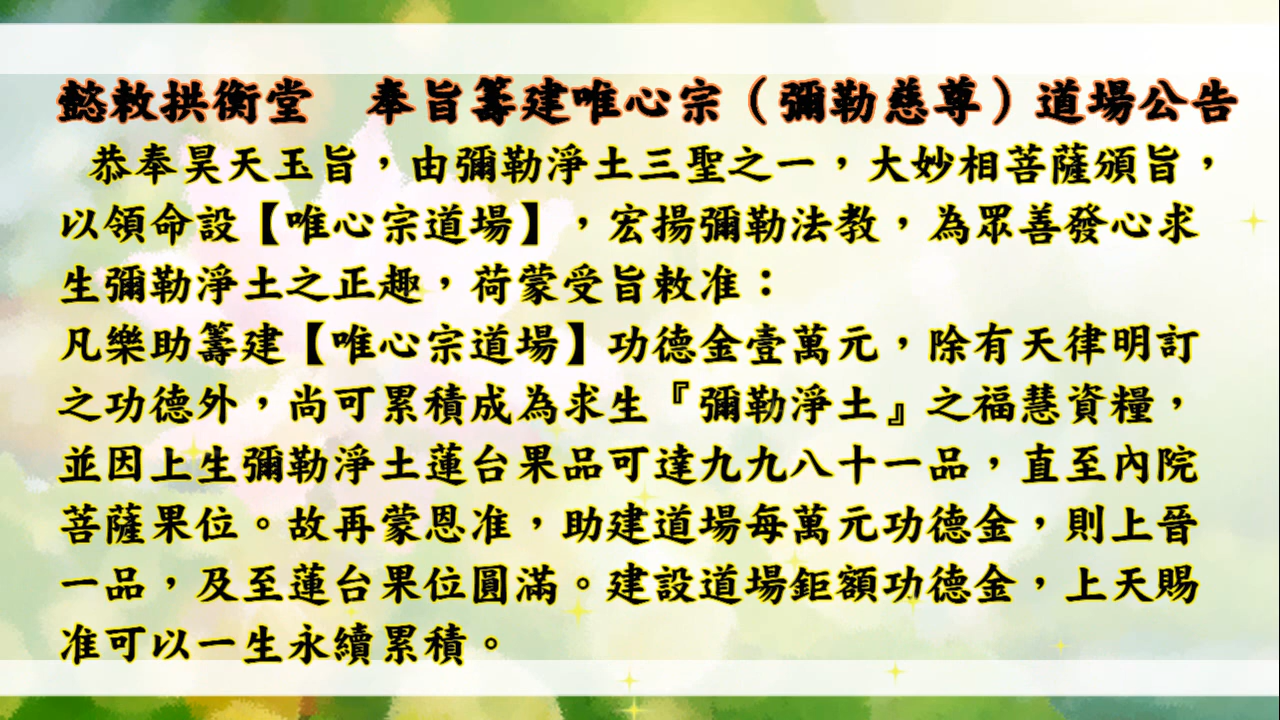 懿敕拱衡堂　奉旨籌建唯心宗（彌勒慈尊）道場公告
恭奉昊天玉旨，由彌勒淨土三聖之一，大妙相菩薩頒旨，
以領命設【唯心宗道場】，宏揚彌勒法教，為眾善發心求
生彌勒淨土之正趣，荷蒙受旨敕准：
凡樂助籌建【唯心宗道場】功德金壹萬元，除有天律明訂
之功德外，尚可累積成為求生『彌勒淨土』之福慧資糧，
並因上生彌勒淨土蓮台果品可達九九八十一品，直至內院
菩薩果位。故再蒙恩准，助建道場每萬元功德金，則上晉
一品，及至蓮台果位圓滿。建設道場鉅額功德金，上天賜
准可以一生永續累積。